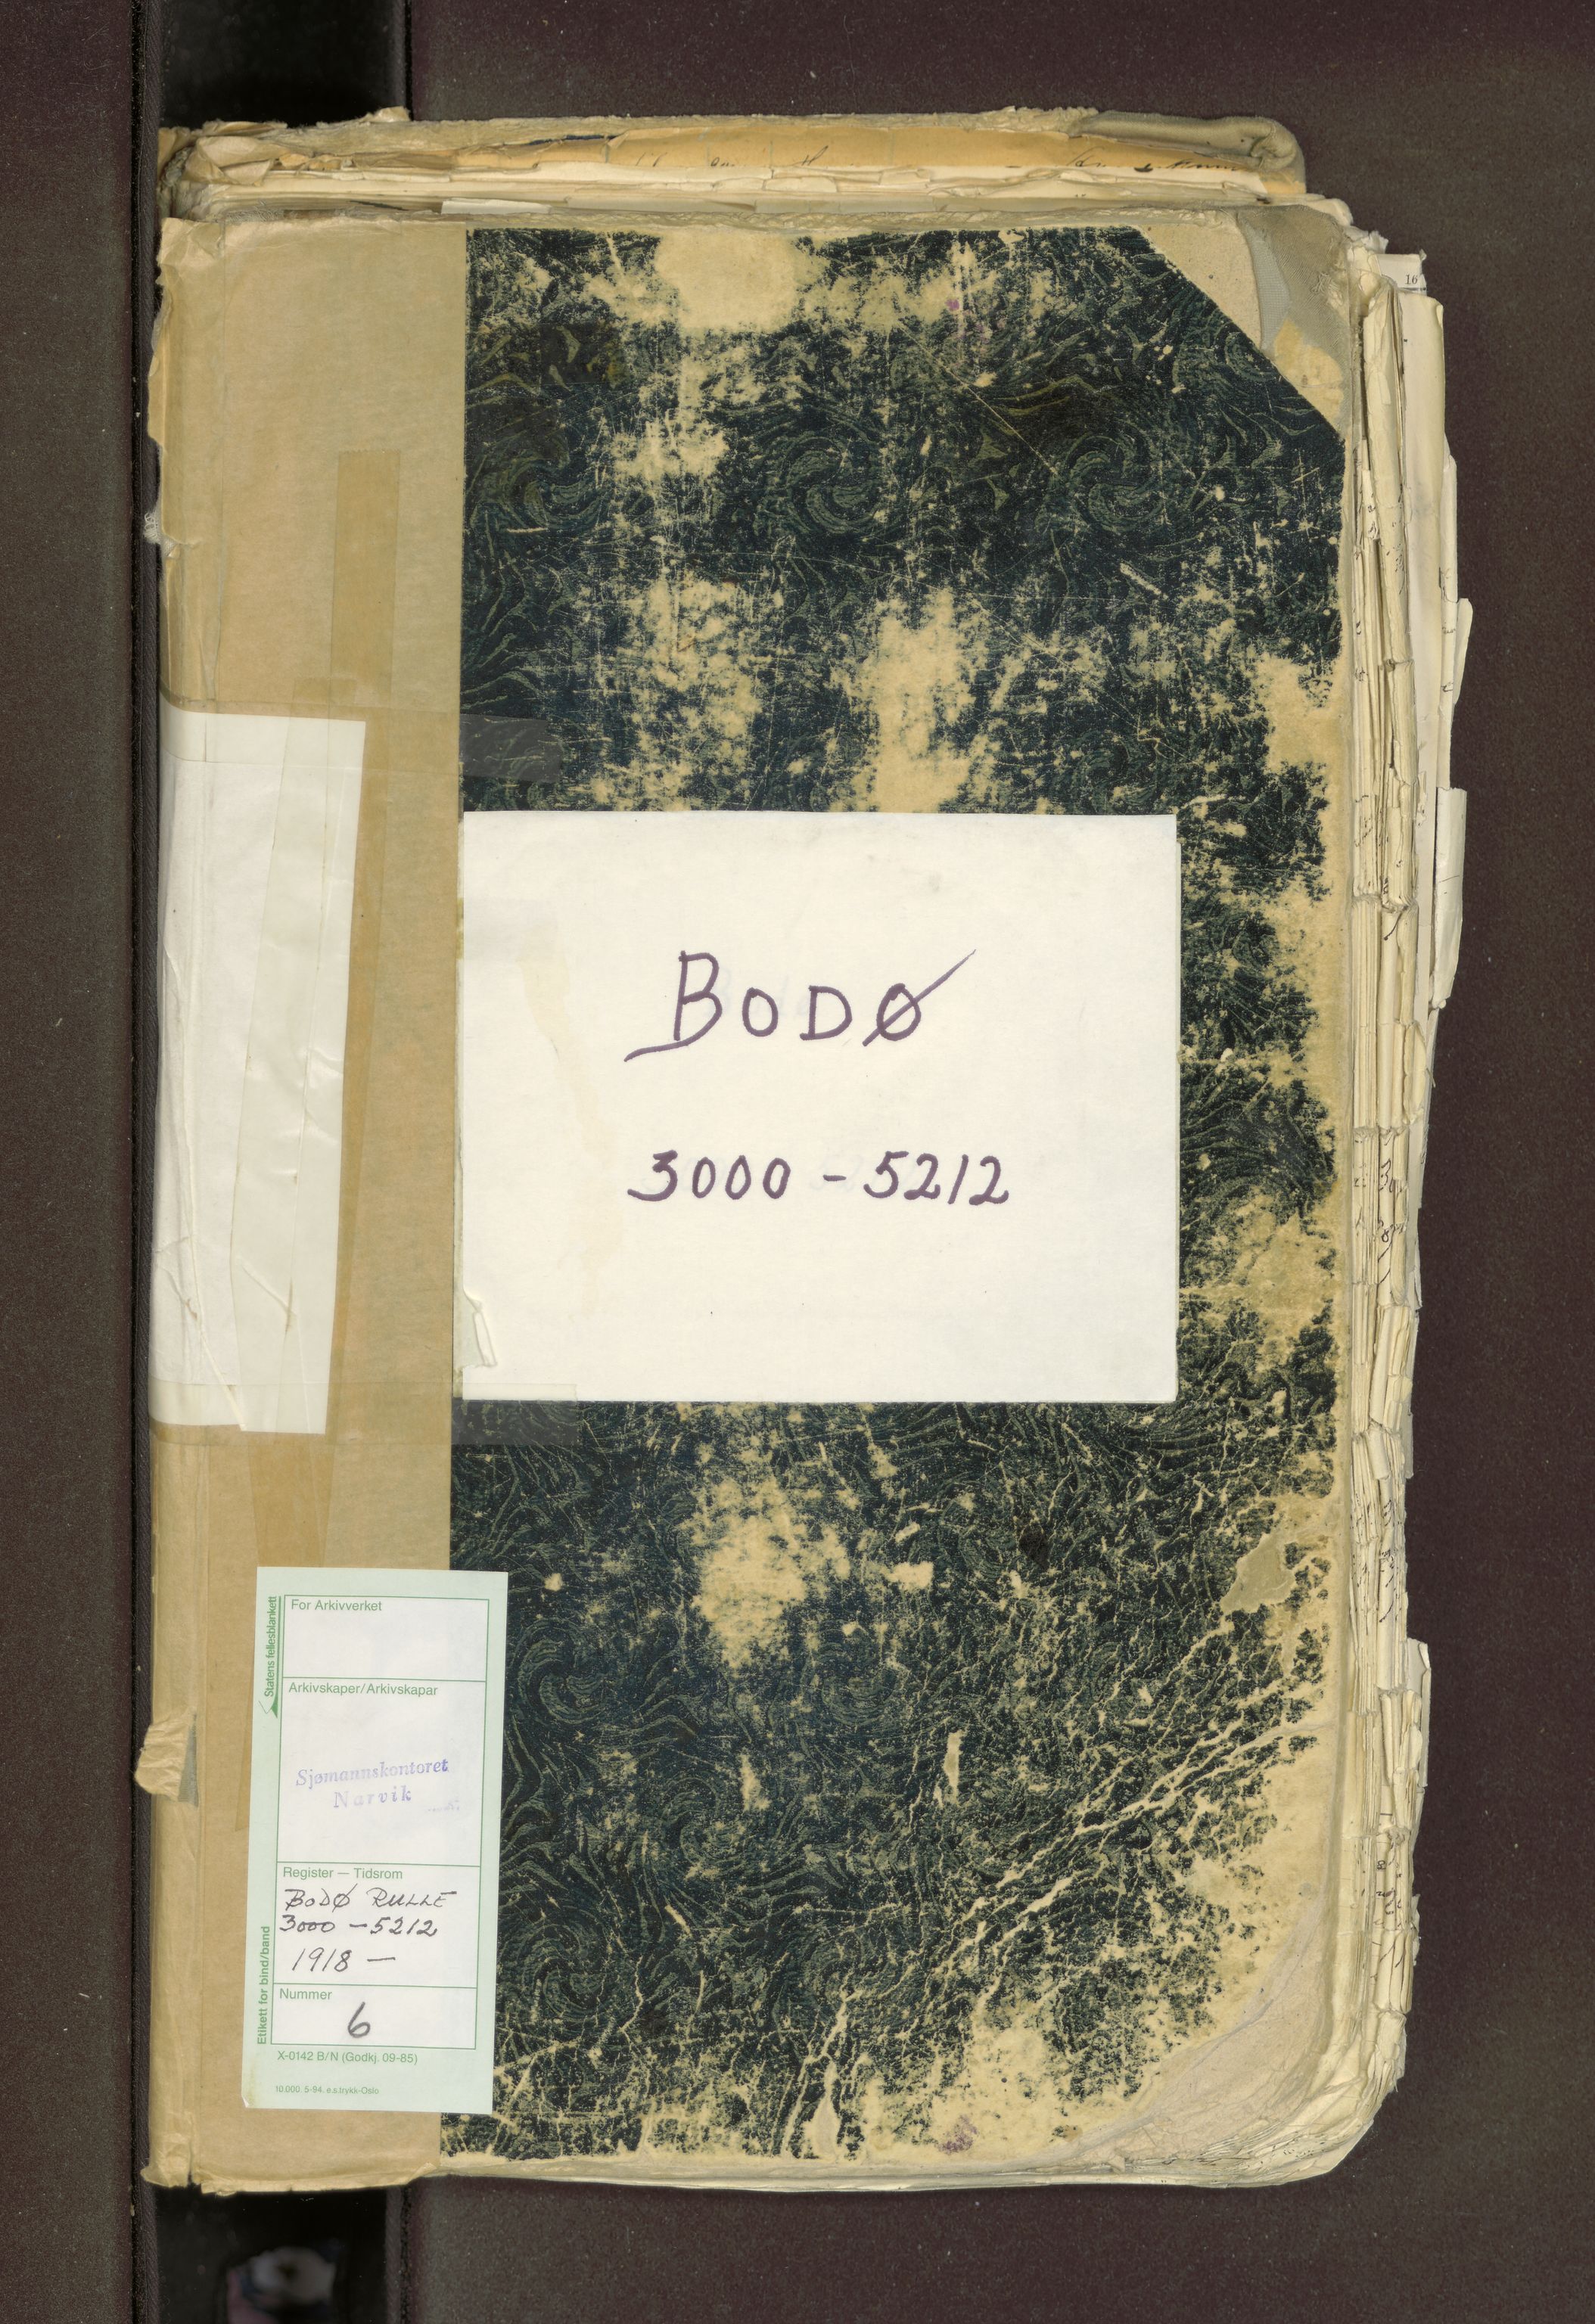 16
BODØ
3000 - 5212
For Arkivverket
Statens fellesblankett
Arkivskaper/Arkivskapar
Sjømannskontoret
Narvik
Register — Tidsrom
BODØ RULLE
3000 - 5212
1918 —
Nummer
6
Etikett for bind/band
X-0142 B/N (Godkj. 09-85)
10.000. 5-94. e.s.trykk-Oslo